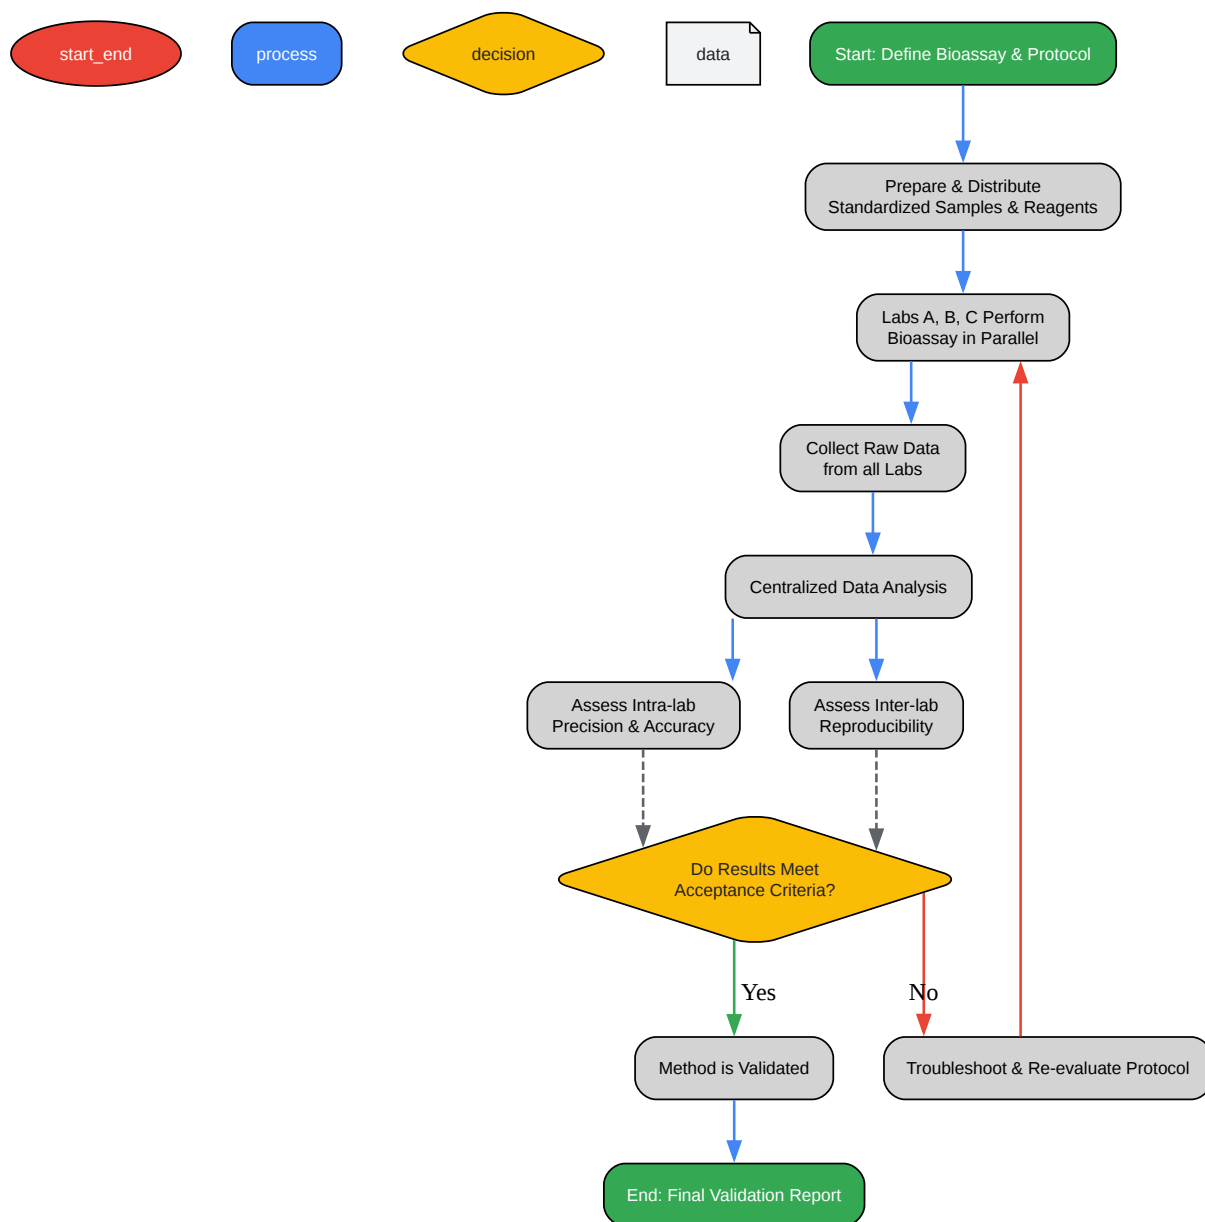 start_end
process
decision
data
Start: Define Bioassay & Protocol
Prepare & Distribute
Standardized Samples & Reagents
Labs A, B, C Perform
Bioassay in Parallel
Collect Raw Data
from all Labs
Centralized Data Analysis
Assess Intra-lab
Precision & Accuracy
Assess Inter-lab
Reproducibility
Do Results Meet
Acceptance Criteria?
Yes
No
Method is Validated
Troubleshoot & Re-evaluate Protocol
End: Final Validation Report